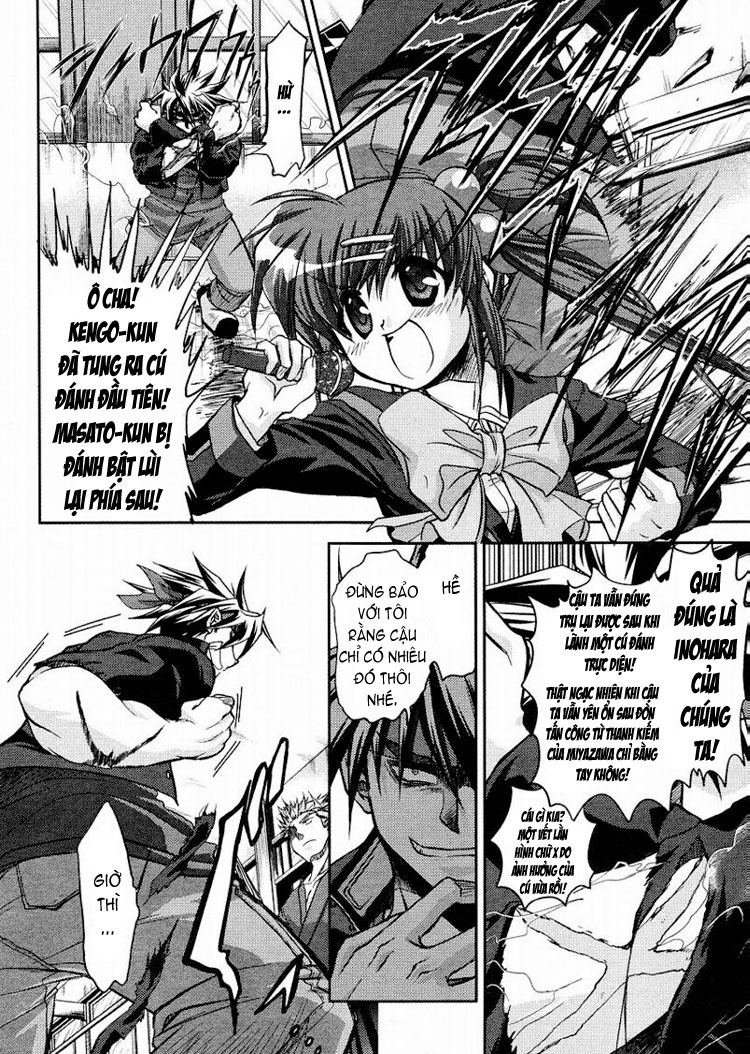 HỪ
...
Ô CHA!
KENGO-KUN
ĐÃ TUNG RA CÚ
ĐÁNH ĐẦU TIÊN!
MASATO-KUN BỊ
ĐÁNH BẬT LÙI
LẠI PHÍA SAU!
QUẢ
ĐÚNG LÀ
INOHARA
CỦA
CHÚNG
TA!
CẬU TA VẪN ĐỨNG
TRỤ LẠI ĐƯỢC SAU KHI
LÃNH MỘT CÚ ĐÁNH
TRỰC DIỆN!
THẬT NGẠC NHIÊN KHI CẬU
TA VẪN YÊN ỔN SAU ĐÒN
TẤN CÔNG TỪ THANH KIẾM
CỦA MIYAZAWA CHỈ BẰNG
TAY KHÔNG!
CÁI GÌ KIA?
MỘT VẾT LẰN
HÌNH CHỮ X DO
ẢNH HƯỞNG CỦA
CÚ VỪA RỒI!
HỀ
ĐỪNG BẢO
VỚI TÔI
RẰNG CẬU
CHỈ CÓ NHIÊU
ĐÓ THÔI
NHÉ.
GIỜ
THÌ
...